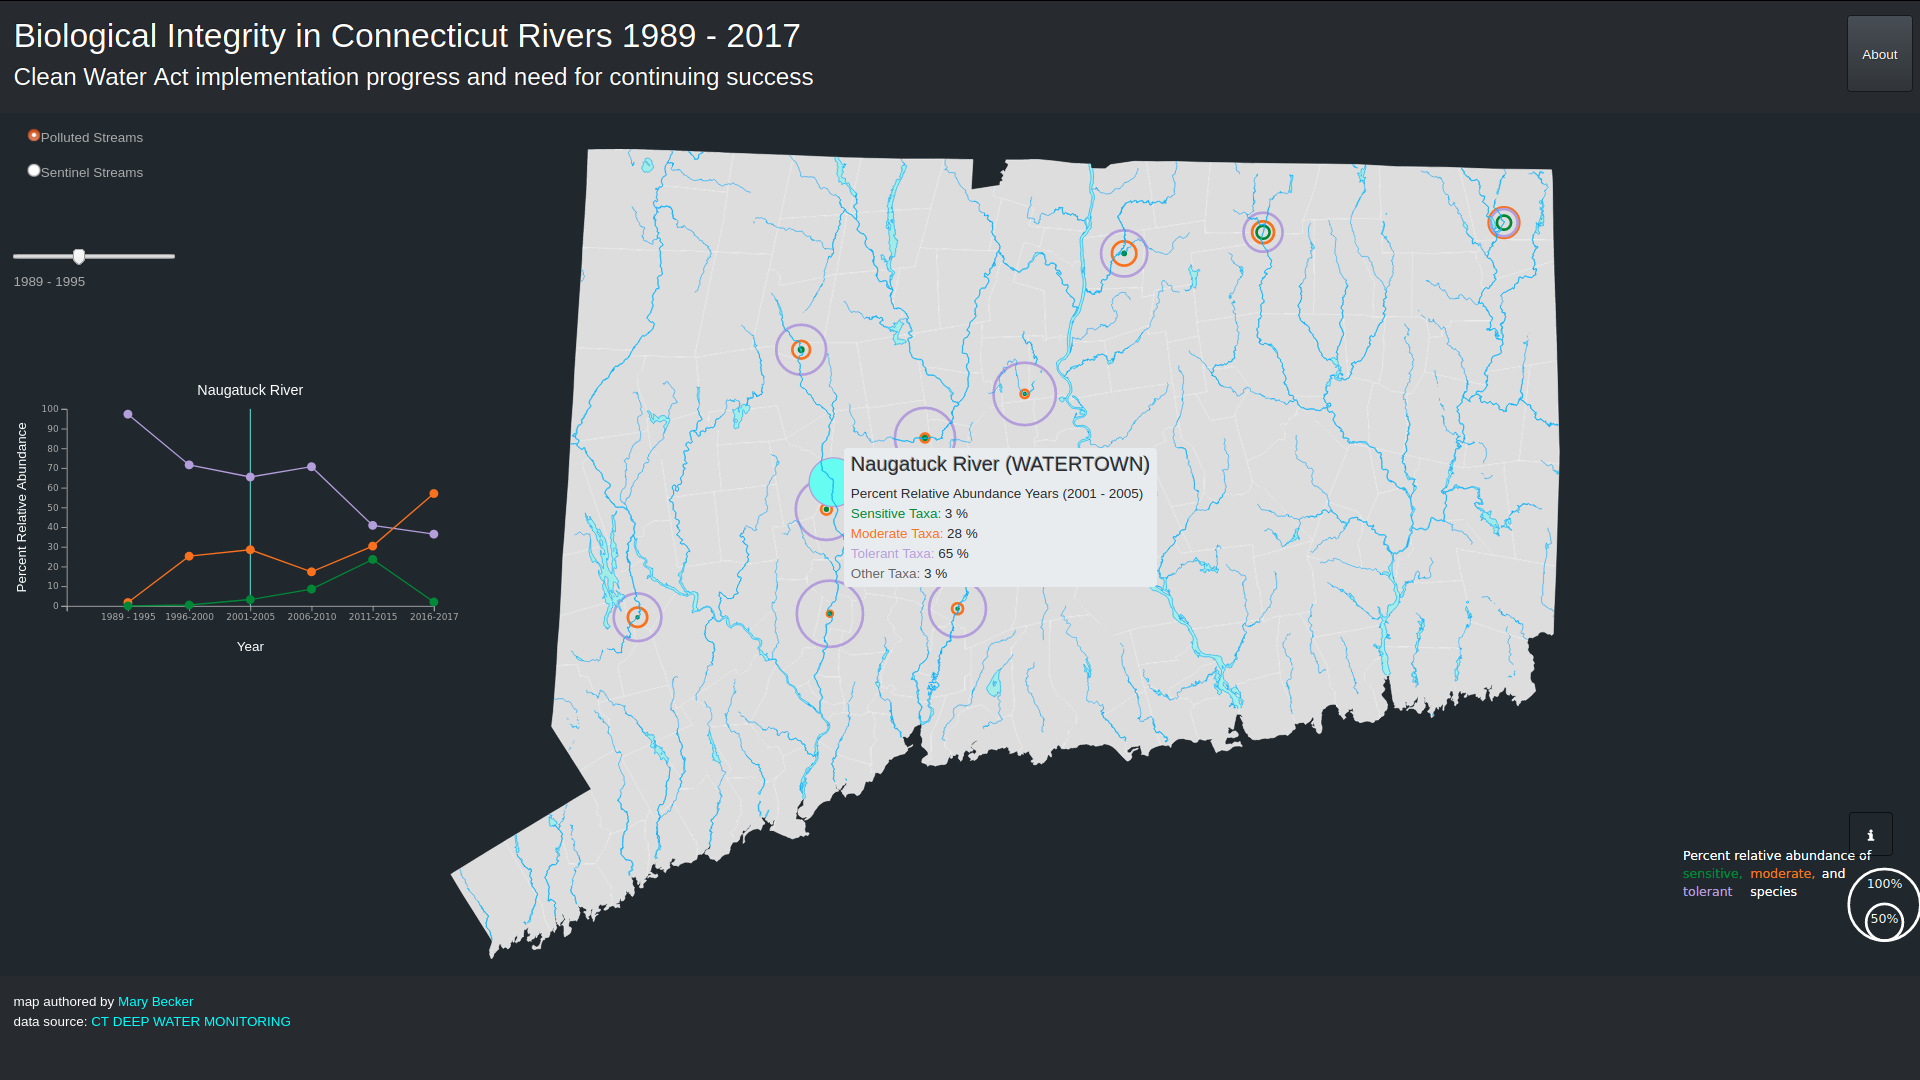 Biological Integrity in Connecticut Rivers 1989 - 2017
Clean Water Act implementation progress and need for continuing success
About
Polluted Streams
Sentinel Streams
1989 - 1995
Naugatuck River
Percent Relative Abundance
100
90
80
70
60
50
40
30
20
10
0
1989 - 1995 1996-2000 2001-2005 2006-2010 2011-2015 2016-2017
Year
Naugatuck River (WATERTOWN)
Percent Relative Abundance Years (2001 - 2005)
Sensitive Taxa: 3 %
Moderate Taxa: 28 %
Tolerant Taxa: 65 %
Other Taxa: 3 %
i
Percent relative abundance of
sensitive, moderate, and
tolerant species
100%
50%
map authored by Mary Becker
data source: CT DEEP WATER MONITORING